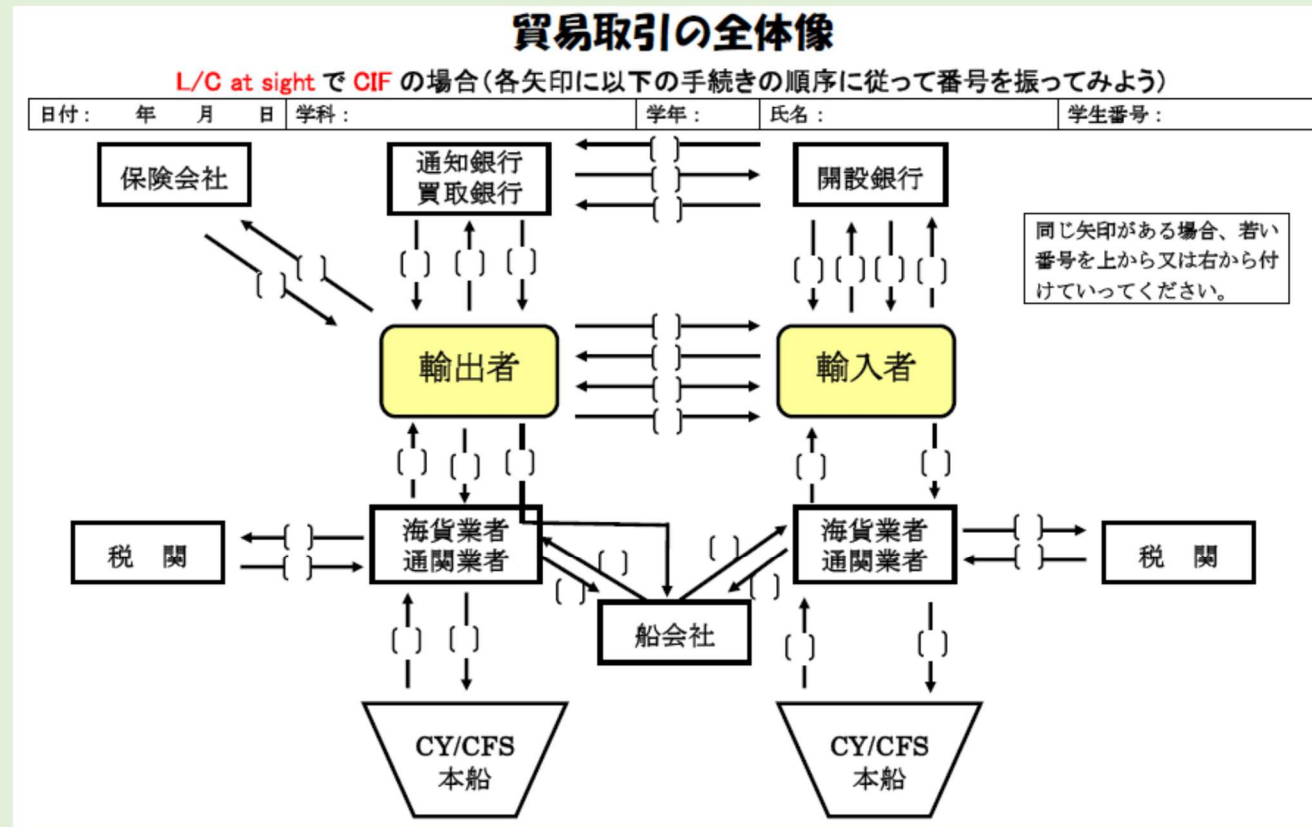 貿易取引の全体像
L/C at sight で CIF の場合（各矢印に以下の手続きの順序に従って番号を振ってみよう）
日付： 年 月 日 学科： 学年： 氏名： 学生番号：
保険会社
通知銀行
買取銀行
開設銀行
同じ矢印がある場合、若い
番号を上から又は右から付
けていってください。
輸出者
輸入者
税 関
海貨業者
通関業者
船会社
海貨業者
通関業者
税 関
CY/CFS
本船
CY/CFS
本船